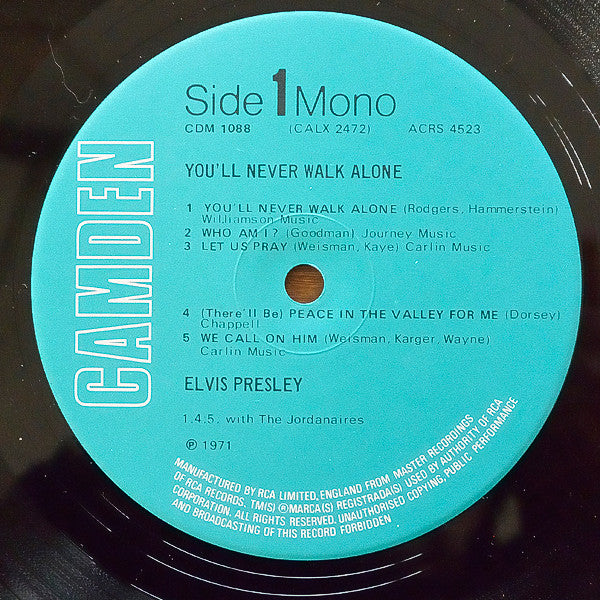 CAMDEN
Side 1 Mono
CDM 1088 (CALX 2472) ACRS 4523
YOU'LL NEVER WALK ALONE
1 YOU'LL NEVER WALK ALONE (Rodgers, Hammerstein)
Williamson Music
2 WHO AM I? (Goodman) Journey Music
3 LET US PRAY (Weisman, Kaye) Carlin Music
4 (There'll Be) PEACE IN THE VALLEY FOR ME (Dorsey)
Chappell
5 WE CALL ON HIM (Weisman, Karger, Wayne)
Carlin Music
ELVIS PRESLEY
1.4.5. with The Jordanaires
℗ 1971
MANUFACTURED BY RCA LIMITED, ENGLAND FROM MASTER RECORDINGS
OF RCA RECORDS. TM(S) ® MARCA(S) REGISTRADA(S) USED BY AUTHORITY OF RCA
CORPORATION. ALL RIGHTS RESERVED. UNAUTHORISED COPYING, PUBLIC PERFORMANCE
AND BROADCASTING OF THIS RECORD FORBIDDEN